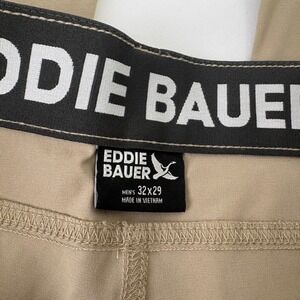 DDIE BAUER
EDDIE
BAUER
MEN'S 32X29
MADE IN VIETNAM